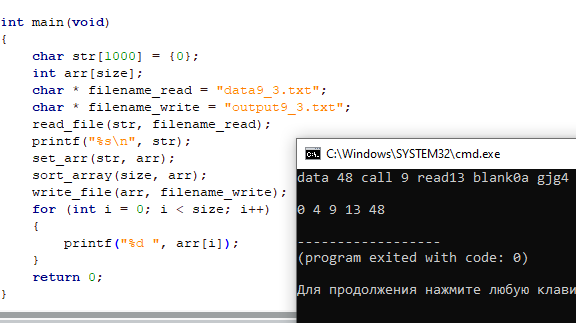 int main(void)
{
char str[1000] = {0};
int arr[size];
char * filename_read = "data9_3.txt";
char * filename_write = "output9_3.txt";
read_file(str, filename_read);
printf("%s\n", str);
set_arr(str, arr);
sort_array(size, arr);
write_file(arr, filename_write);
for (int i = 0; i < size; i++)
{
printf("%d ", arr[i]);
}
return 0;
}
C:\Windows\SYSTEM32\cmd.exe
data 48 call 9 read13 blank0a gjg4
0 4 9 13 48
------------------
(program exited with code: 0)
Для продолжения нажмите любую клави